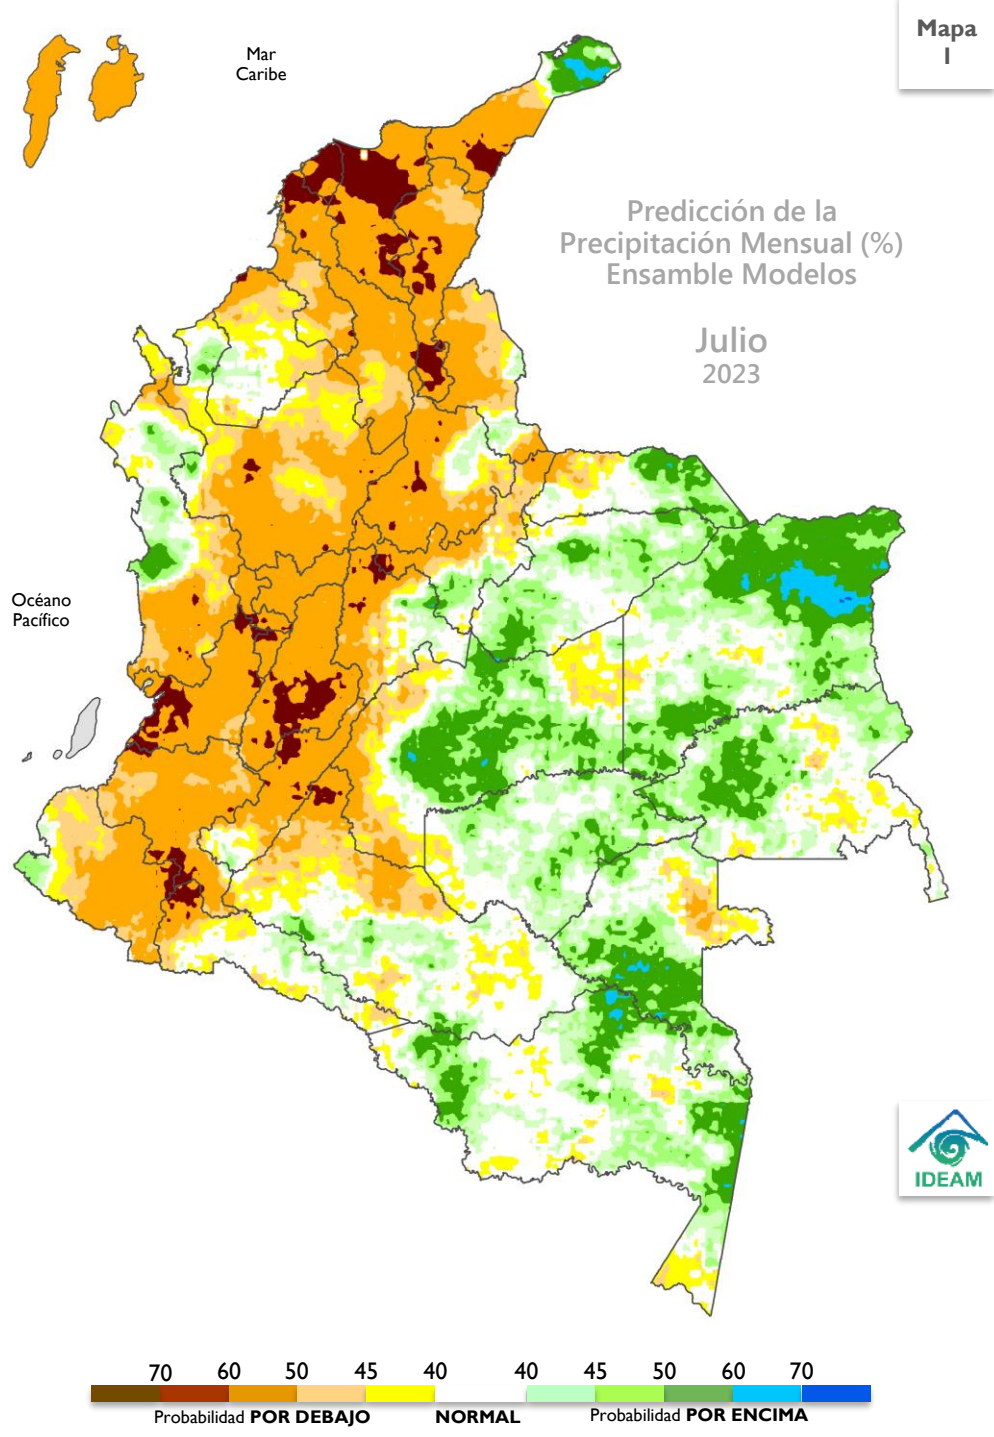 Mapa
1
Mar
Caribe
Predicción de la
Precipitación Mensual (%)
Ensamble Modelos
Julio
2023
Océano
Pacífico
IDEAM
70 60 50 45 40 40 45 50 60 70
Probabilidad POR DEBAJO NORMAL Probabilidad POR ENCIMA